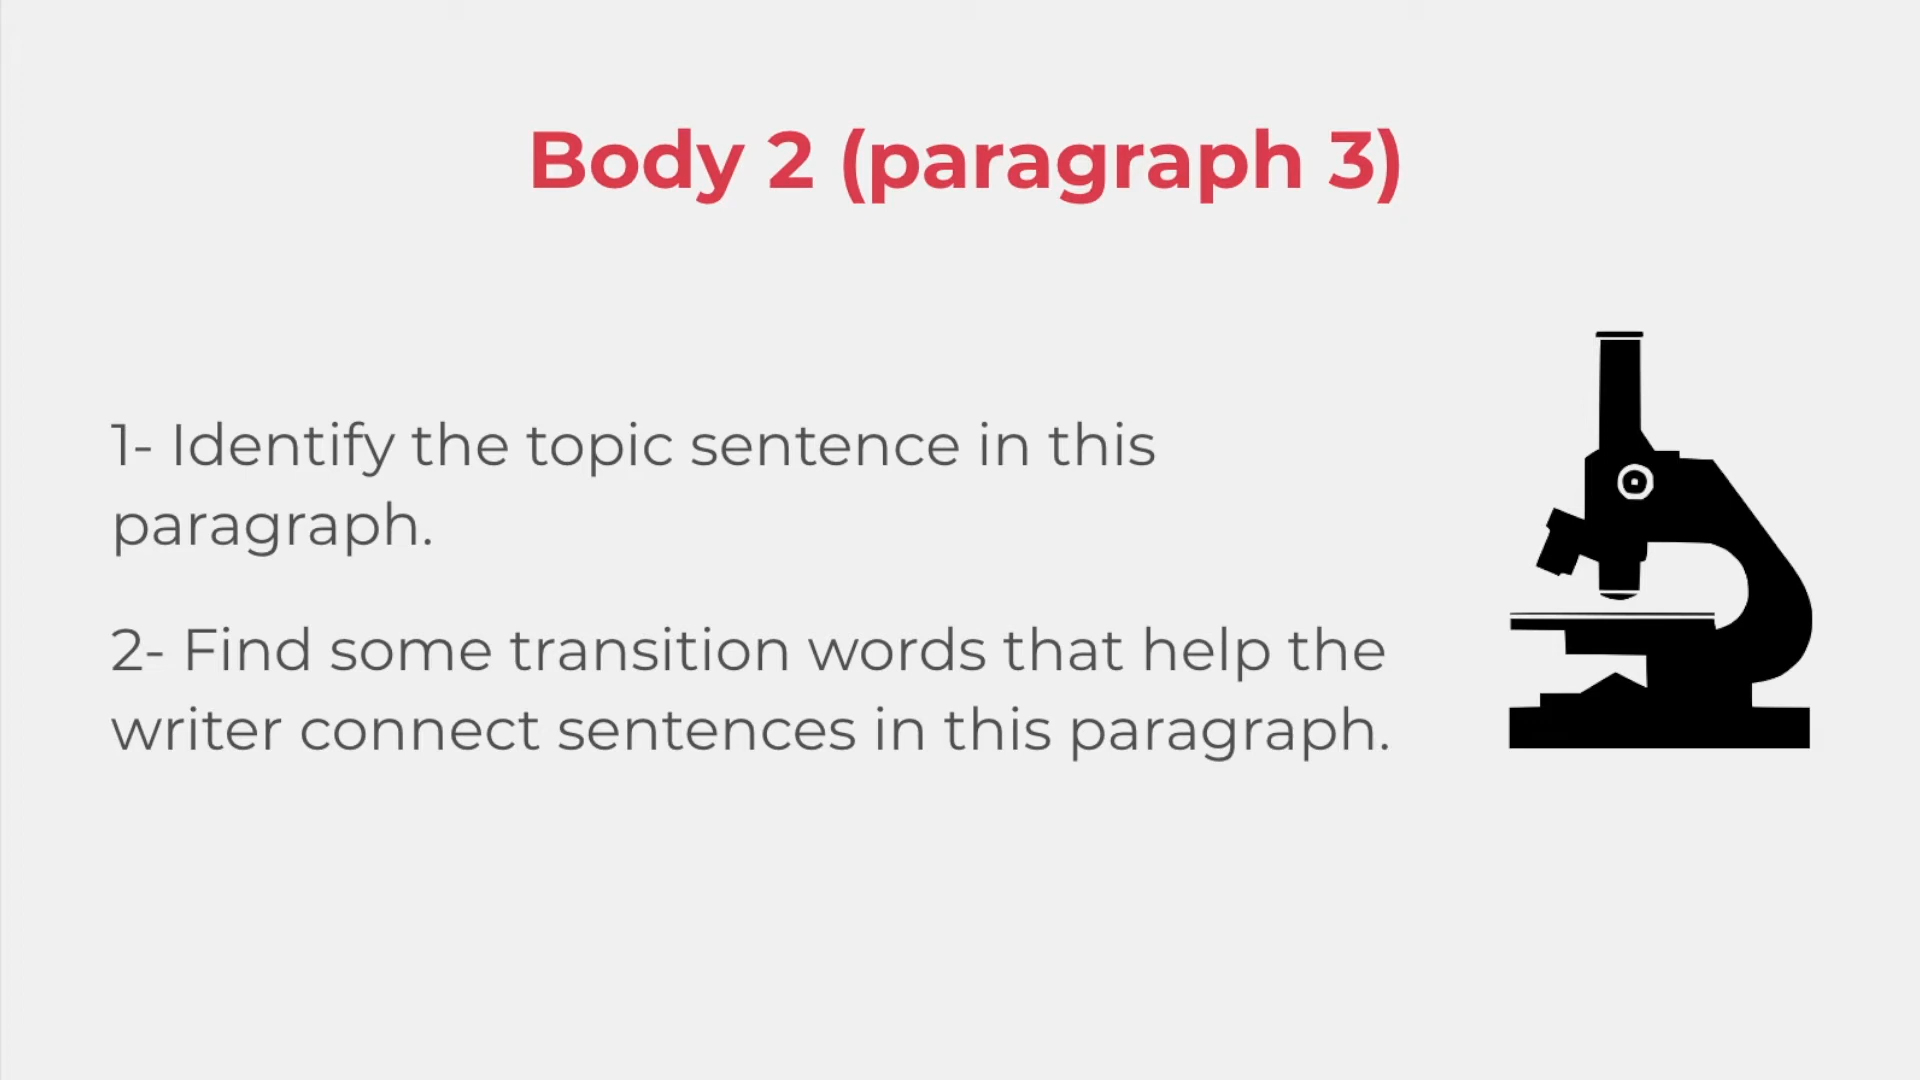 Body 2 (paragraph 3)
1- Identify the topic sentence in this
paragraph.
2- Find some transition words that help the
writer connect sentences in this paragraph.